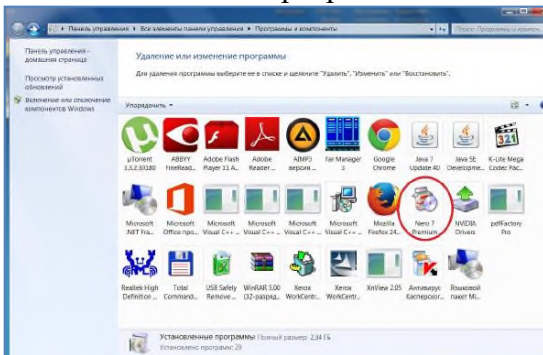 Панель управления
Все элементы панели управления
Программы и компоненты
Панель управления -
домашняя страница
Просмотр установленных
обновлений
Включение или отключение
компонентов Windows
Удаление или изменение программы
Для удаления программы выберите ее в списке и щелкните "Удалить", "Изменить" или "Восстановить".
Упорядочить
µTorrent ABBYY Adobe Flash Adobe AIMP3 Far Manager Google Java 7 Java SE K-Lite Mega
3.3.2.30180 FineRead... Player 11 A... Reader ... версия ... 3 Chrome Update 40 Developme... Codec Pac...
Microsoft Microsoft Microsoft Microsoft Microsoft Microsoft Mozilla Nero 7 NVIDIA pdfFactory
.NET Fra... Office про... Visual C++ ... Visual C++ ... Visual C++ ... Visual C++ ... Firefox 24... Premium Drivers Pro
Realtek High Total USB Safely WinRAR 5.00 Xerox Xerox XnView 2.05 Антивирус Языковой
Definition ... Command... Remove ... (32-разряд... WorkCentr... WorkCentr... Касперског... пакет Mi...
Установленные программы Полный размер: 2,34 ГБ
Установлено программ: 29